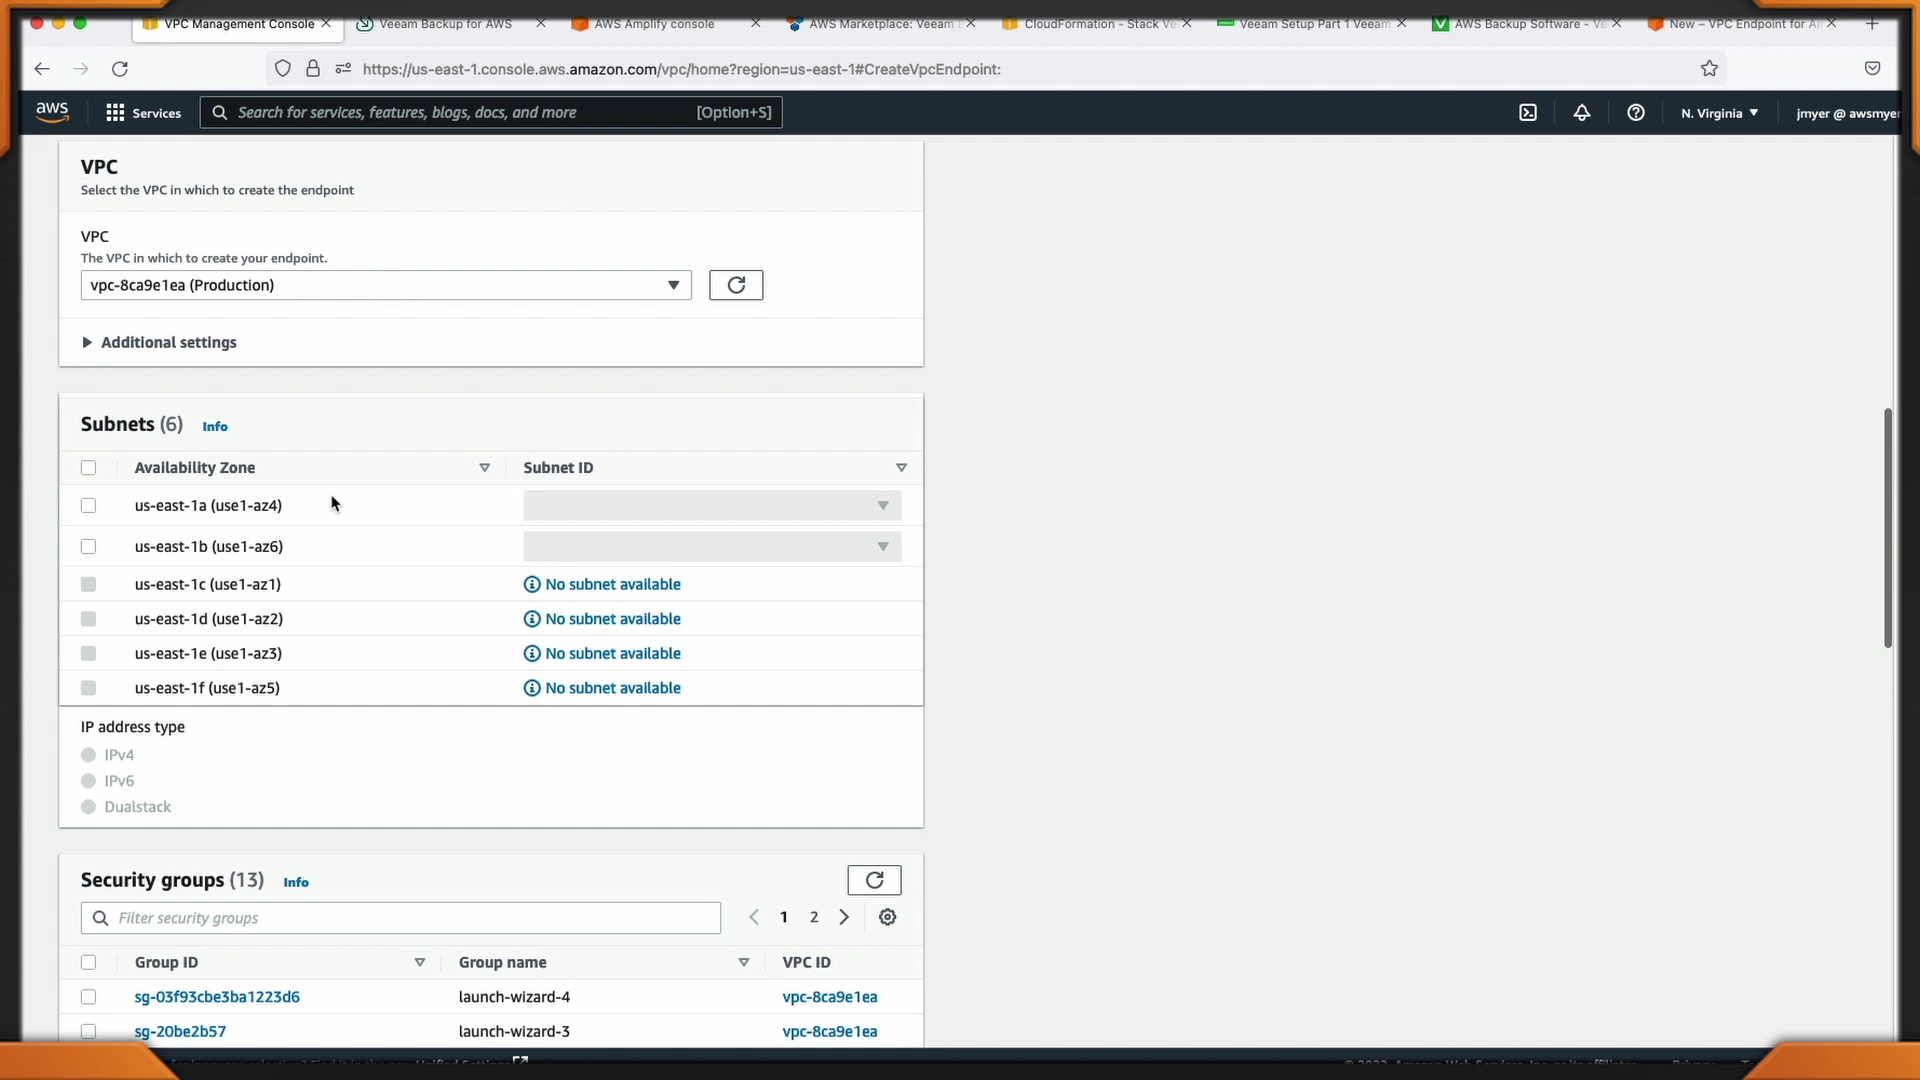 VPC Management Console
Veeam Backup for AWS
AWS Amplify console
AWS Marketplace: Veeam
CloudFormation - Stack Ve
Veeam Setup Part 1 Veeam
AWS Backup Software - Ve
New – VPC Endpoint for
https://us-east-1.console.aws.amazon.com/vpc/home?region=us-east-1#CreateVpcEndpoint:
aws
Services
Search for services, features, blogs, docs, and more
[Option+S]
N. Virginia
jmyer @ awsmyer
VPC
Select the VPC in which to create the endpoint
VPC
The VPC in which to create your endpoint.
vpc-8ca9e1ea (Production)
Additional settings
Subnets (6) Info
Availability Zone
Subnet ID
us-east-1a (use1-az4)
us-east-1b (use1-az6)
us-east-1c (use1-az1) No subnet available
us-east-1d (use1-az2) No subnet available
us-east-1e (use1-az3) No subnet available
us-east-1f (use1-az5) No subnet available
IP address type
IPv4
IPv6
Dualstack
Security groups (13) Info
Filter security groups
1 2
Group ID
Group name
VPC ID
sg-03f93cbe3ba1223d6 launch-wizard-4 vpc-8ca9e1ea
sg-20be2b57 launch-wizard-3 vpc-8ca9e1ea